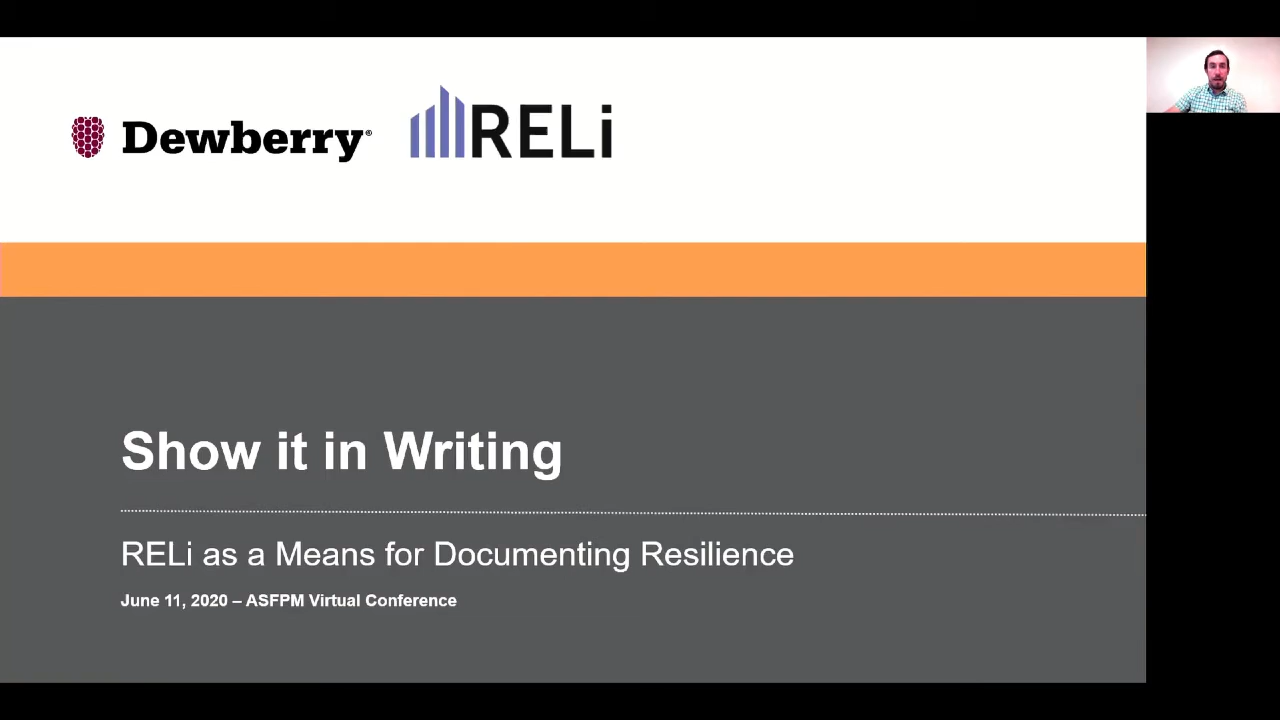 Dewberry®
RELi
Show it in Writing
RELi as a Means for Documenting Resilience
June 11, 2020 – ASFPM Virtual Conference